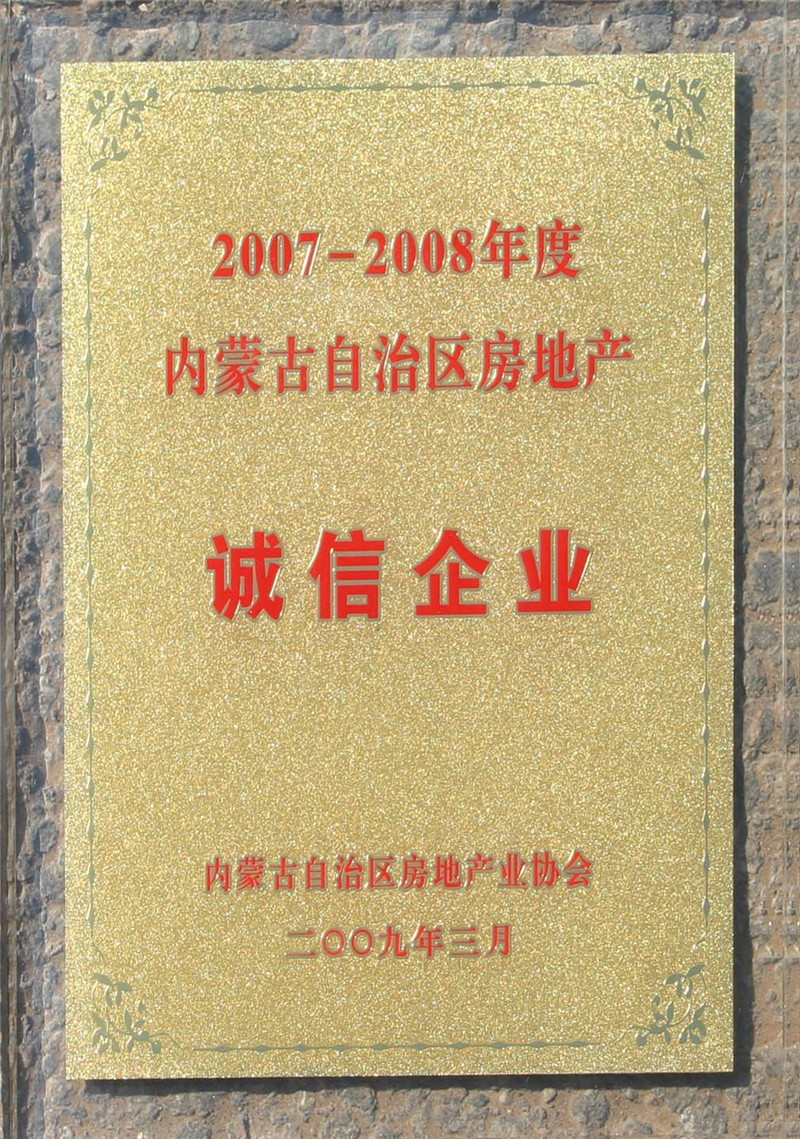 2007-2008年度
内蒙古自治区房地产
诚信企业
内蒙古自治区房地产业协会
二〇〇九年三月